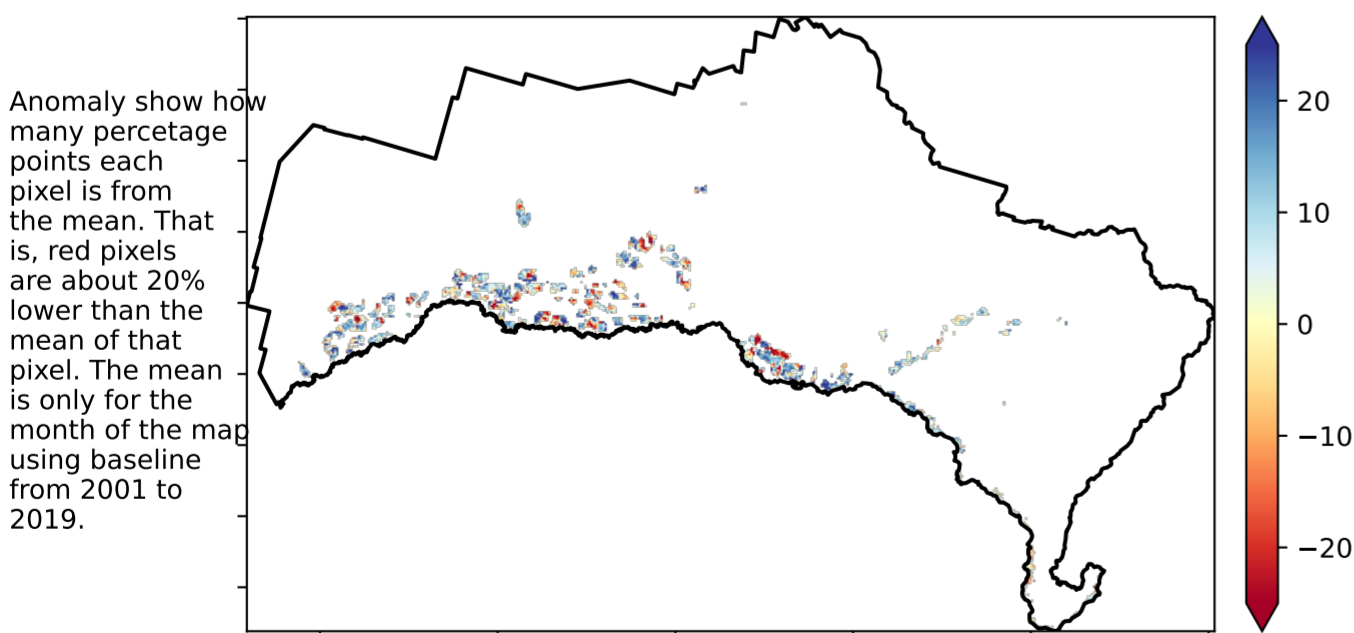 Anomaly show how
many percetage
points each
pixel is from
the mean. That
is, red pixels
are about 20%
lower than the
mean of that
pixel. The mean
is only for the
month of the map
using baseline
from 2001 to
2019.
20
10
0
−10
−20